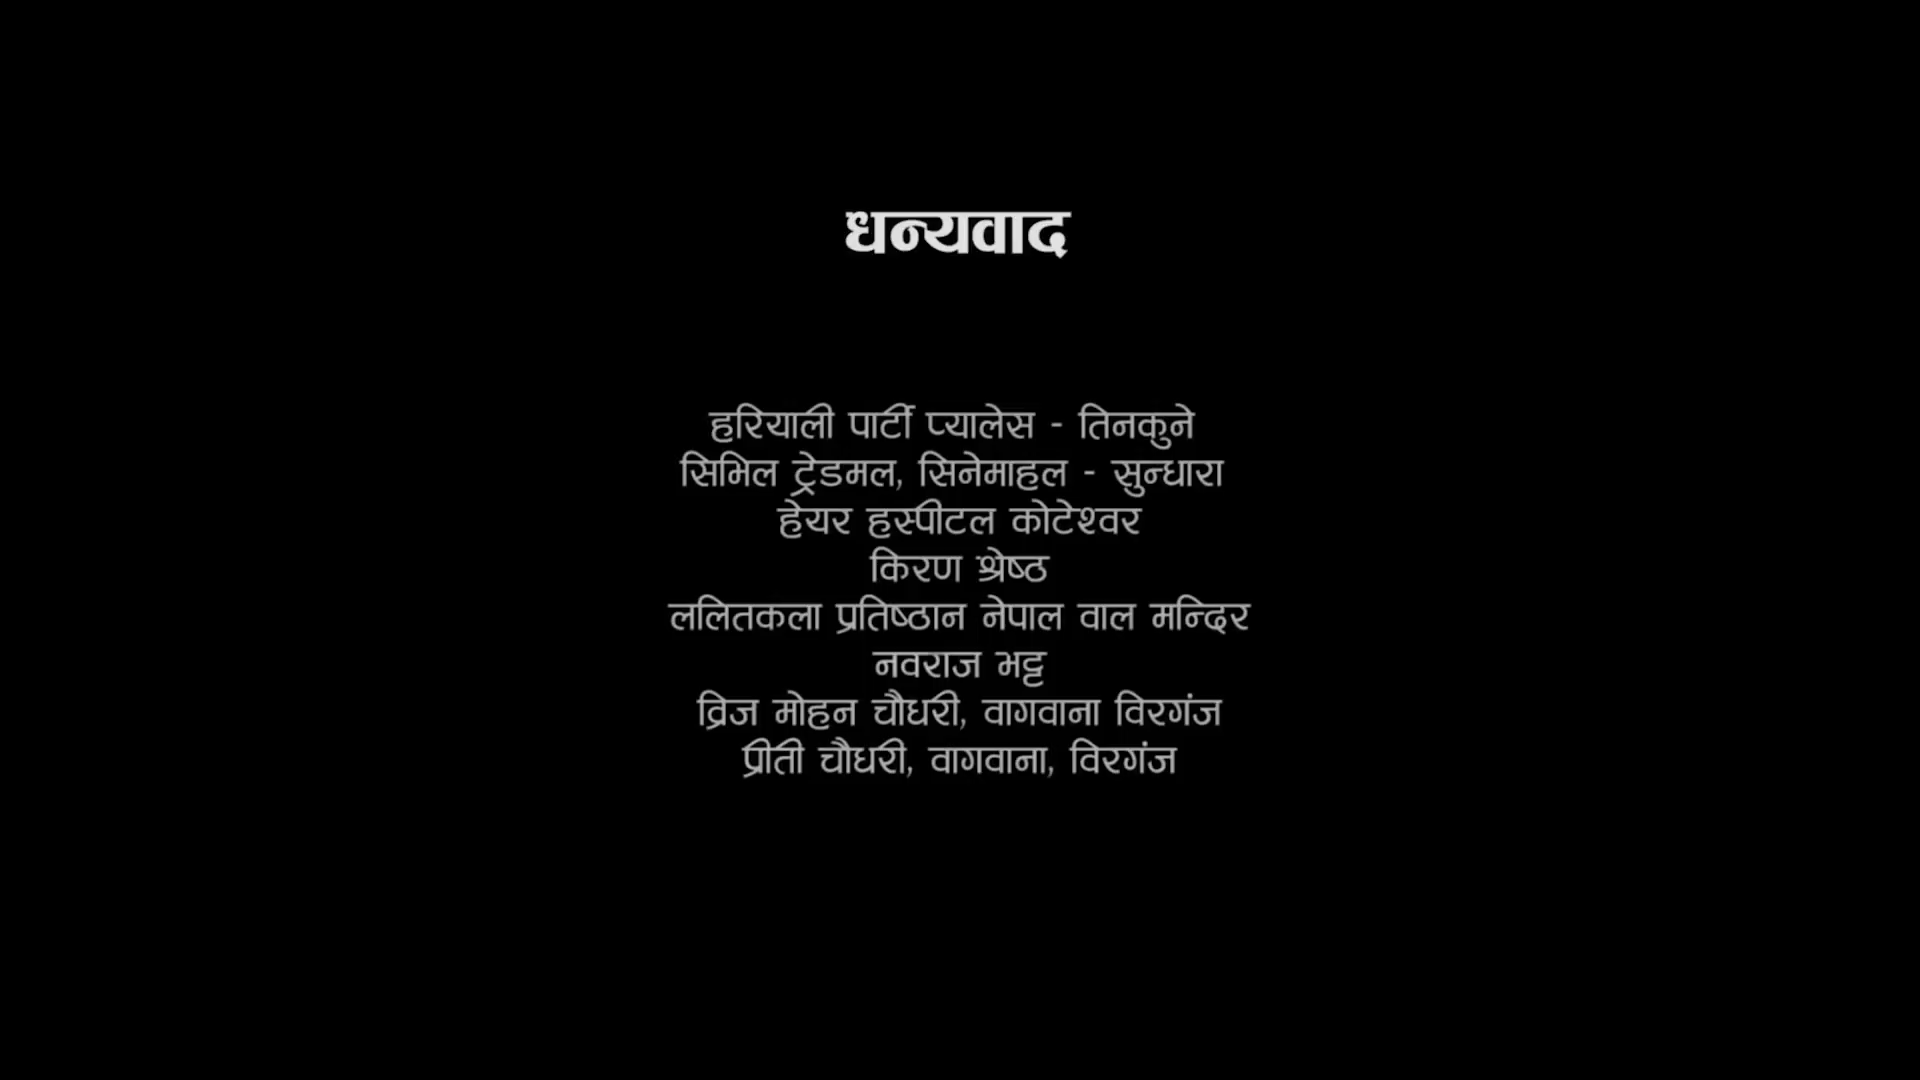 धन्यवाद
हरियाली पार्टी प्यालेस - तिनकुने
सिभिल ट्रेडमल, सिनेमाहल - सुन्धारा
हेयर हस्पीटल कोटेश्वर
किरण श्रेष्ठ
ललितकला प्रतिष्ठान नेपाल वाल मन्दिर
नवराज भट्ट
व्रिज मोहन चौधरी, वागवाना विरगंज
प्रीती चौधरी, वागवाना, विरगंज